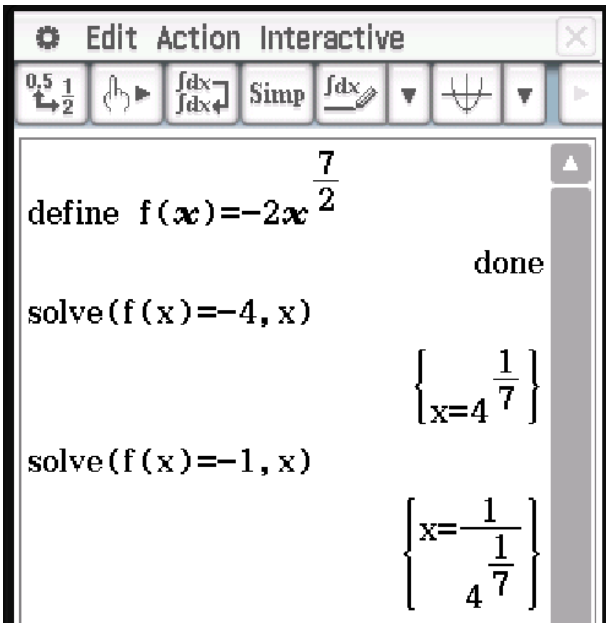 Edit Action Interactive
0.5 1/2 ∫dx ∫dx Simp ∫dx
define f(x)=-2x^(7/2)
done
solve(f(x)=-4,x)
{x=4^(1/7)}
solve(f(x)=-1,x)
{x=1/4^(1/7)}